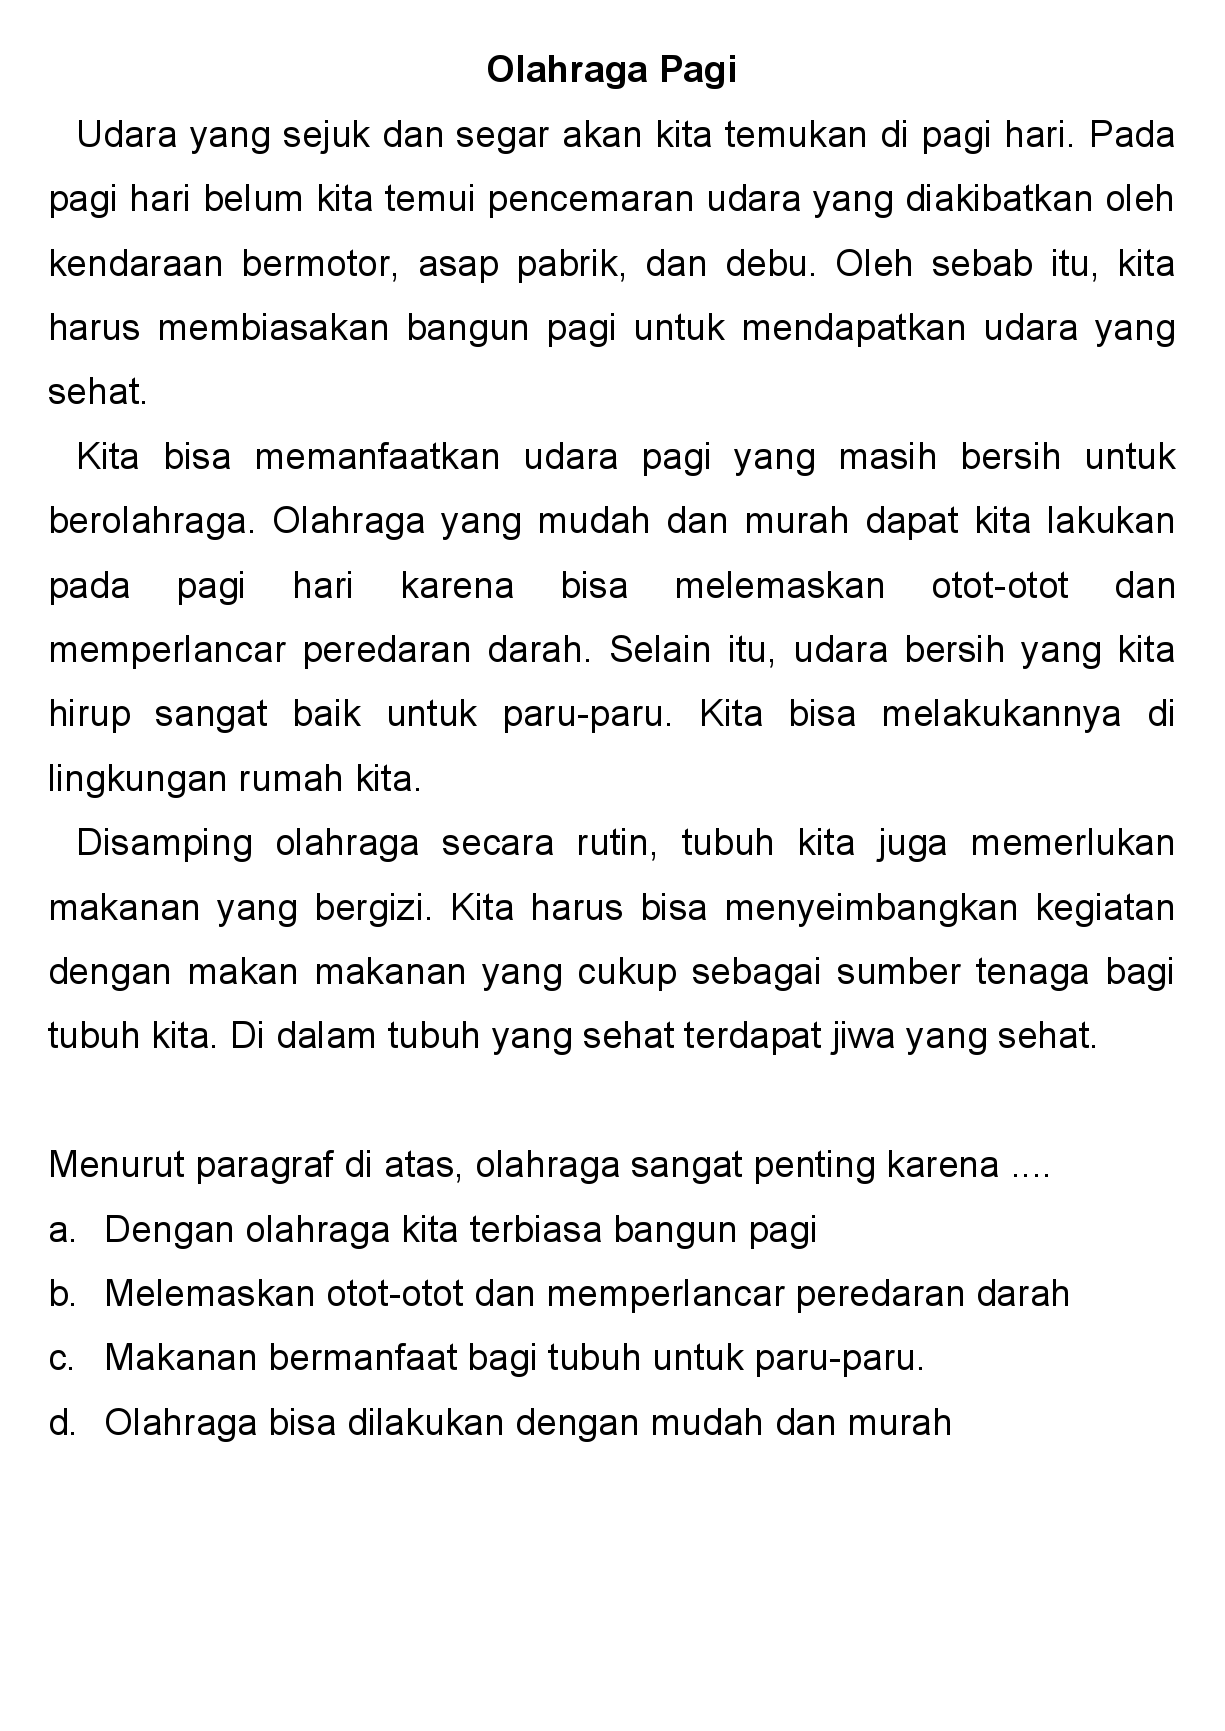 Olahraga Pagi
Udara yang sejuk dan segar akan kita temukan di pagi hari. Pada
pagi hari belum kita temui pencemaran udara yang diakibatkan oleh
kendaraan bermotor, asap pabrik, dan debu. Oleh sebab itu, kita
harus membiasakan bangun pagi untuk mendapatkan udara yang
sehat.
Kita bisa memanfaatkan udara pagi yang masih bersih untuk
berolahraga. Olahraga yang mudah dan murah dapat kita lakukan
pada pagi hari karena bisa melemaskan otot-otot dan
memperlancar peredaran darah. Selain itu, udara bersih yang kita
hirup sangat baik untuk paru-paru. Kita bisa melakukannya di
lingkungan rumah kita.
Disamping olahraga secara rutin, tubuh kita juga memerlukan
makanan yang bergizi. Kita harus bisa menyeimbangkan kegiatan
dengan makan makanan yang cukup sebagai sumber tenaga bagi
tubuh kita. Di dalam tubuh yang sehat terdapat jiwa yang sehat.
Menurut paragraf di atas, olahraga sangat penting karena ....
a. Dengan olahraga kita terbiasa bangun pagi
b. Melemaskan otot-otot dan memperlancar peredaran darah
c. Makanan bermanfaat bagi tubuh untuk paru-paru.
d. Olahraga bisa dilakukan dengan mudah dan murah